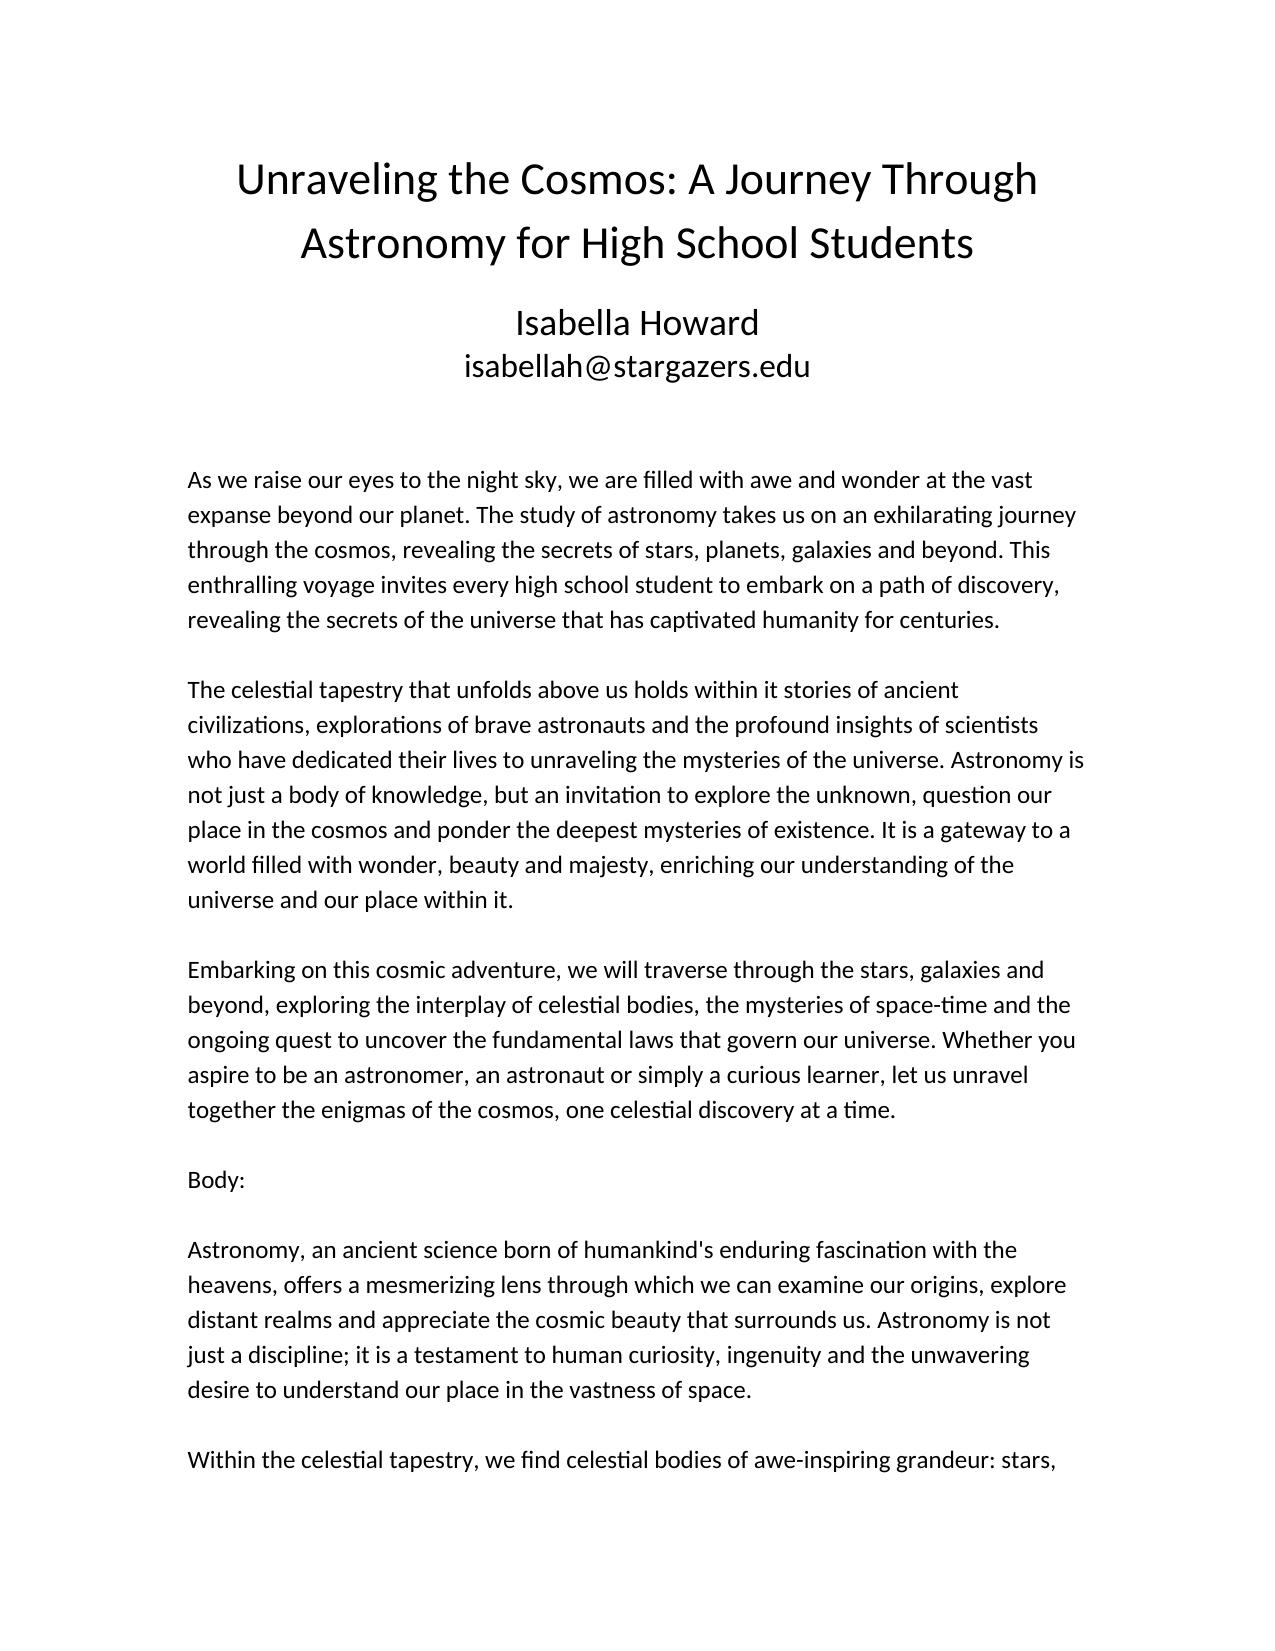 Unraveling the Cosmos: A Journey Through
Astronomy for High School Students
Isabella Howard
isabellah@stargazers.edu
As we raise our eyes to the night sky, we are filled with awe and wonder at the vast
expanse beyond our planet. The study of astronomy takes us on an exhilarating journey
through the cosmos, revealing the secrets of stars, planets, galaxies and beyond. This
enthralling voyage invites every high school student to embark on a path of discovery,
revealing the secrets of the universe that has captivated humanity for centuries.
The celestial tapestry that unfolds above us holds within it stories of ancient
civilizations, explorations of brave astronauts and the profound insights of scientists
who have dedicated their lives to unraveling the mysteries of the universe. Astronomy is
not just a body of knowledge, but an invitation to explore the unknown, question our
place in the cosmos and ponder the deepest mysteries of existence. It is a gateway to a
world filled with wonder, beauty and majesty, enriching our understanding of the
universe and our place within it.
Embarking on this cosmic adventure, we will traverse through the stars, galaxies and
beyond, exploring the interplay of celestial bodies, the mysteries of space-time and the
ongoing quest to uncover the fundamental laws that govern our universe. Whether you
aspire to be an astronomer, an astronaut or simply a curious learner, let us unravel
together the enigmas of the cosmos, one celestial discovery at a time.
Body:
Astronomy, an ancient science born of humankind's enduring fascination with the
heavens, offers a mesmerizing lens through which we can examine our origins, explore
distant realms and appreciate the cosmic beauty that surrounds us. Astronomy is not
just a discipline; it is a testament to human curiosity, ingenuity and the unwavering
desire to understand our place in the vastness of space.
Within the celestial tapestry, we find celestial bodies of awe-inspiring grandeur: stars,